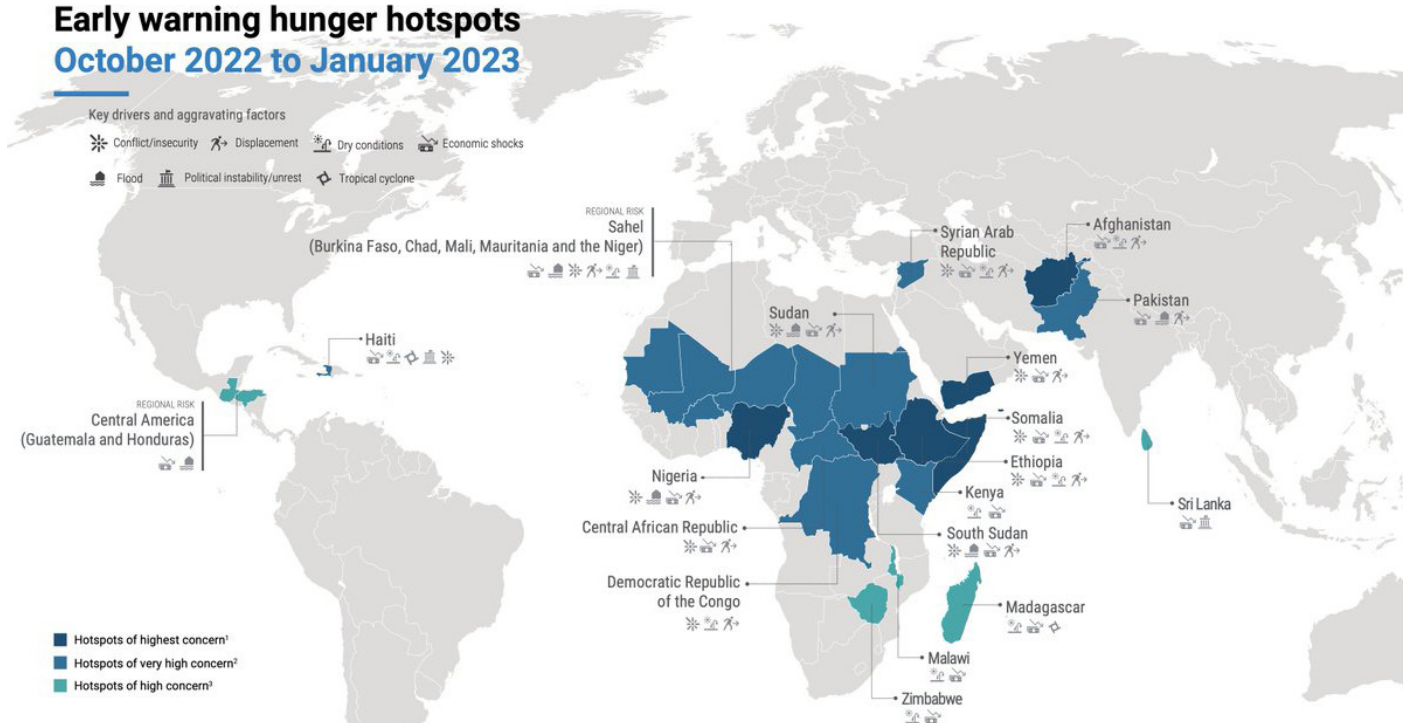 Early warning hunger hotspots
October 2022 to January 2023
Key drivers and aggravating factors
Conflict/insecurity Displacement Dry conditions Economic shocks
Flood Political instability/unrest Tropical cyclone
REGIONAL RISK
Sahel
(Burkina Faso, Chad, Mali, Mauritania and the Niger)
Syrian Arab
Republic
Afghanistan
Pakistan
Sudan
Haiti
Yemen
REGIONAL RISK
Central America
(Guatemala and Honduras)
Somalia
Ethiopia
Nigeria
Kenya
Sri Lanka
Central African Republic
South Sudan
Democratic Republic
of the Congo
Madagascar
Malawi
Zimbabwe
Hotspots of highest concern¹
Hotspots of very high concern²
Hotspots of high concern³